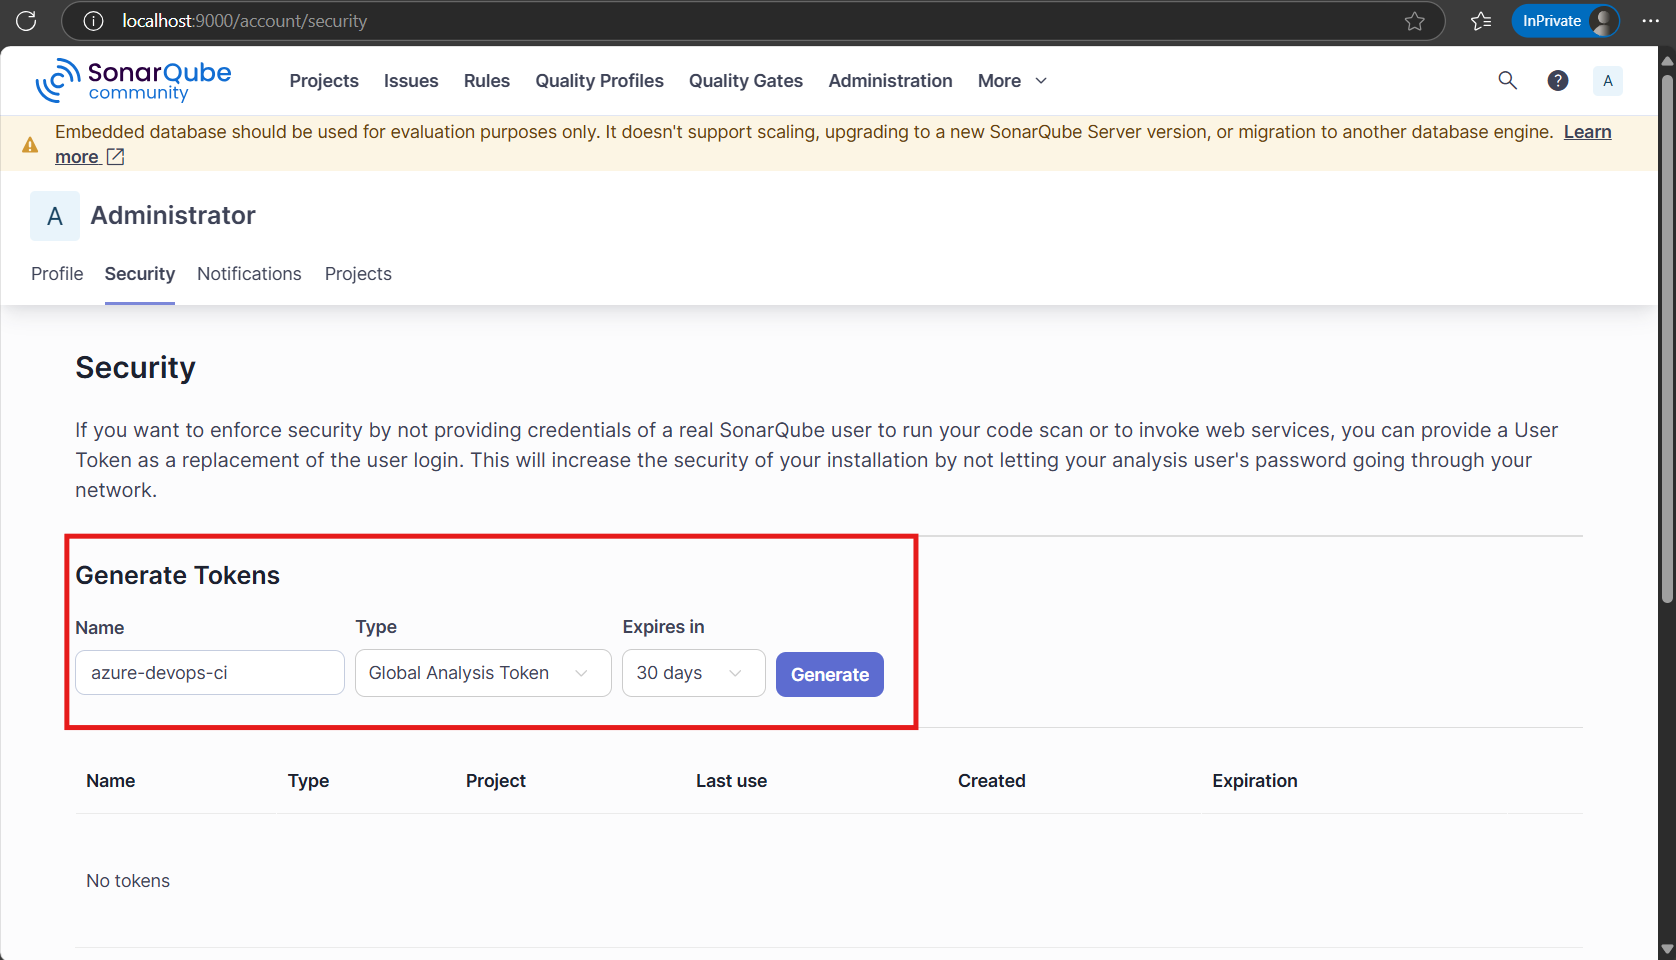 localhost:9000/account/security
InPrivate
SonarQube
community
Projects Issues Rules Quality Profiles Quality Gates Administration More
? A
Embedded database should be used for evaluation purposes only. It doesn't support scaling, upgrading to a new SonarQube Server version, or migration to another database engine. Learn
more
A Administrator
Profile Security Notifications Projects
Security
If you want to enforce security by not providing credentials of a real SonarQube user to run your code scan or to invoke web services, you can provide a User
Token as a replacement of the user login. This will increase the security of your installation by not letting your analysis user's password going through your
network.
Generate Tokens
Name Type Expires in
azure-devops-ci Global Analysis Token 30 days Generate
Name Type Project Last use Created Expiration
No tokens